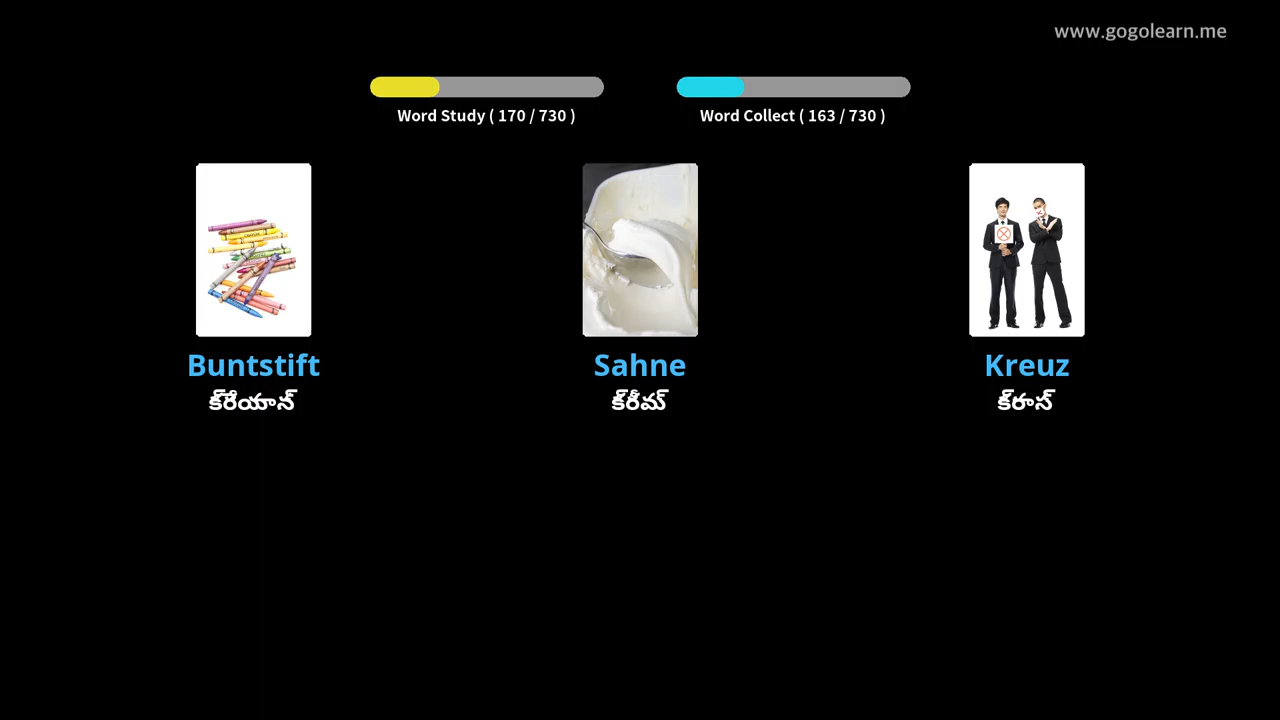 www.gogolearn.me
Word Study ( 170 / 730 )
Word Collect ( 163 / 730 )
Buntstift
Sahne
Kreuz
క్రేయాన్
క్రీమ్
క్రాస్